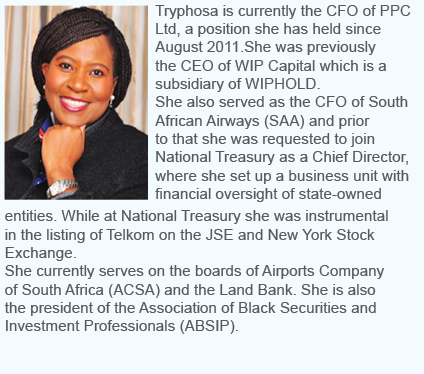 Tryphosa is currently the CFO of PPC
Ltd, a position she has held since
August 2011.She was previously
the CEO of WIP Capital which is a
subsidiary of WIPHOLD.
She also served as the CFO of South
African Airways (SAA) and prior
to that she was requested to join
National Treasury as a Chief Director,
where she set up a business unit with
financial oversight of state-owned
entities. While at National Treasury she was instrumental
in the listing of Telkom on the JSE and New York Stock
Exchange.
She currently serves on the boards of Airports Company
of South Africa (ACSA) and the Land Bank. She is also
the president of the Association of Black Securities and
Investment Professionals (ABSIP).